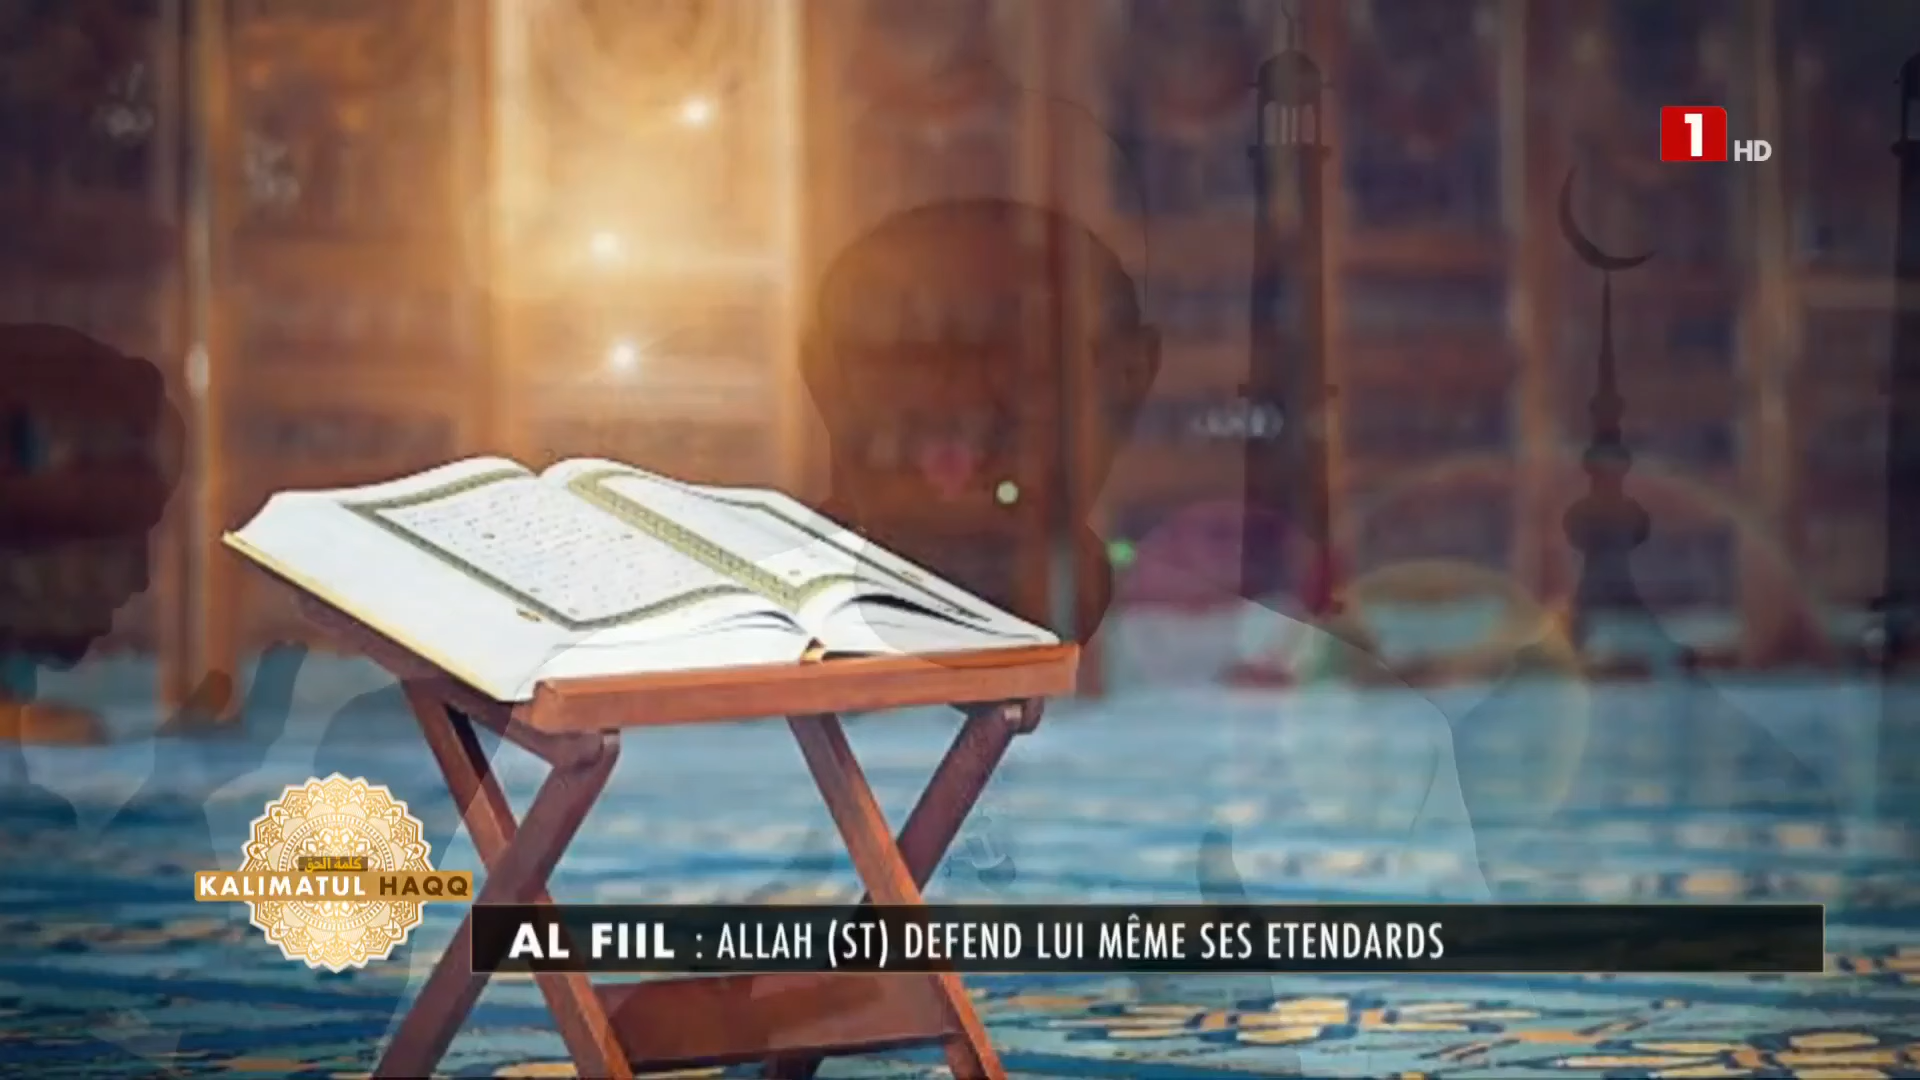 1 HD
كلمة الحق
KALIMATUL HAQQ
AL FIIL : ALLAH (ST) DEFEND LUI MÊME SES ETENDARDS